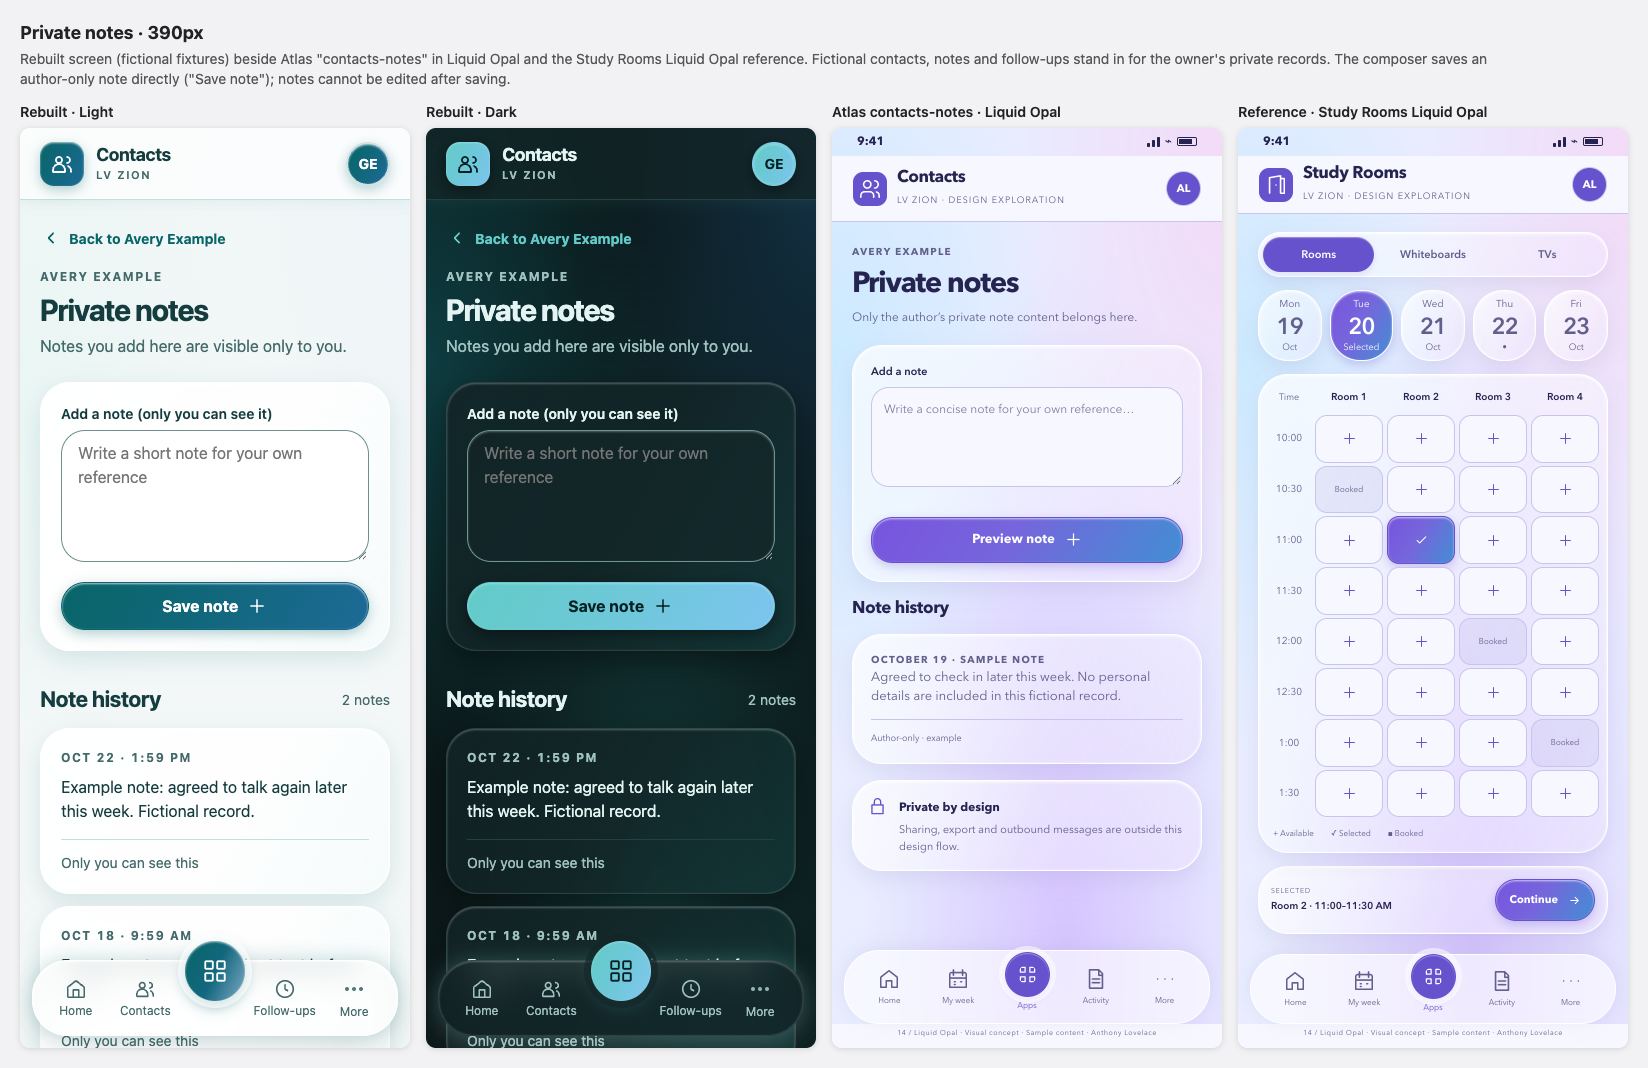 Private notes · 390px
Rebuilt screen (fictional fixtures) beside Atlas "contacts-notes" in Liquid Opal and the Study Rooms Liquid Opal reference. Fictional contacts, notes and follow-ups stand in for the owner's private records. The composer saves an
author-only note directly ("Save note"); notes cannot be edited after saving.
Rebuilt · Light
Contacts
LV ZION
GE
Back to Avery Example
AVERY EXAMPLE
Private notes
Notes you add here are visible only to you.
Add a note (only you can see it)
Write a short note for your own
reference
Save note
Note history
2 notes
OCT 22 · 1:59 PM
Example note: agreed to talk again later
this week. Fictional record.
Only you can see this
OCT 18 · 9:59 AM
Home
Contacts
Follow-ups
More
Only you can see this
Rebuilt · Dark
Contacts
LV ZION
GE
Back to Avery Example
AVERY EXAMPLE
Private notes
Notes you add here are visible only to you.
Add a note (only you can see it)
Write a short note for your own
reference
Save note
Note history
2 notes
OCT 22 · 1:59 PM
Example note: agreed to talk again later
this week. Fictional record.
Only you can see this
OCT 18 · 9:59 AM
Home
Contacts
Follow-ups
More
Only you can see this
Atlas contacts-notes · Liquid Opal
9:41
Contacts
LV ZION · DESIGN EXPLORATION
AL
AVERY EXAMPLE
Private notes
Only the author's private note content belongs here.
Add a note
Write a concise note for your own reference...
Preview note
Note history
OCTOBER 19 · SAMPLE NOTE
Agreed to check in later this week. No personal
details are included in this fictional record.
Author-only · example
Private by design
Sharing, export and outbound messages are outside this
design flow.
Home
My week
Apps
Activity
More
14 / Liquid Opal · Visual concept · Sample content · Anthony Lovelace
Reference · Study Rooms Liquid Opal
9:41
Study Rooms
LV ZION · DESIGN EXPLORATION
AL
Rooms
Whiteboards
TVs
Mon 19 Oct
Tue 20 Selected
Wed 21 Oct
Thu 22 •
Fri 23 Oct
Time Room 1 Room 2 Room 3 Room 4
10:00 + + + +
10:30 Booked + + +
11:00 + ✓ + +
11:30 + + + +
12:00 + + Booked +
12:30 + + + +
1:00 + + + Booked
1:30 + + + +
+ Available ✓ Selected ■ Booked
SELECTED
Room 2 · 11:00–11:30 AM
Continue →
Home
My week
Apps
Activity
More
14 / Liquid Opal · Visual concept · Sample content · Anthony Lovelace